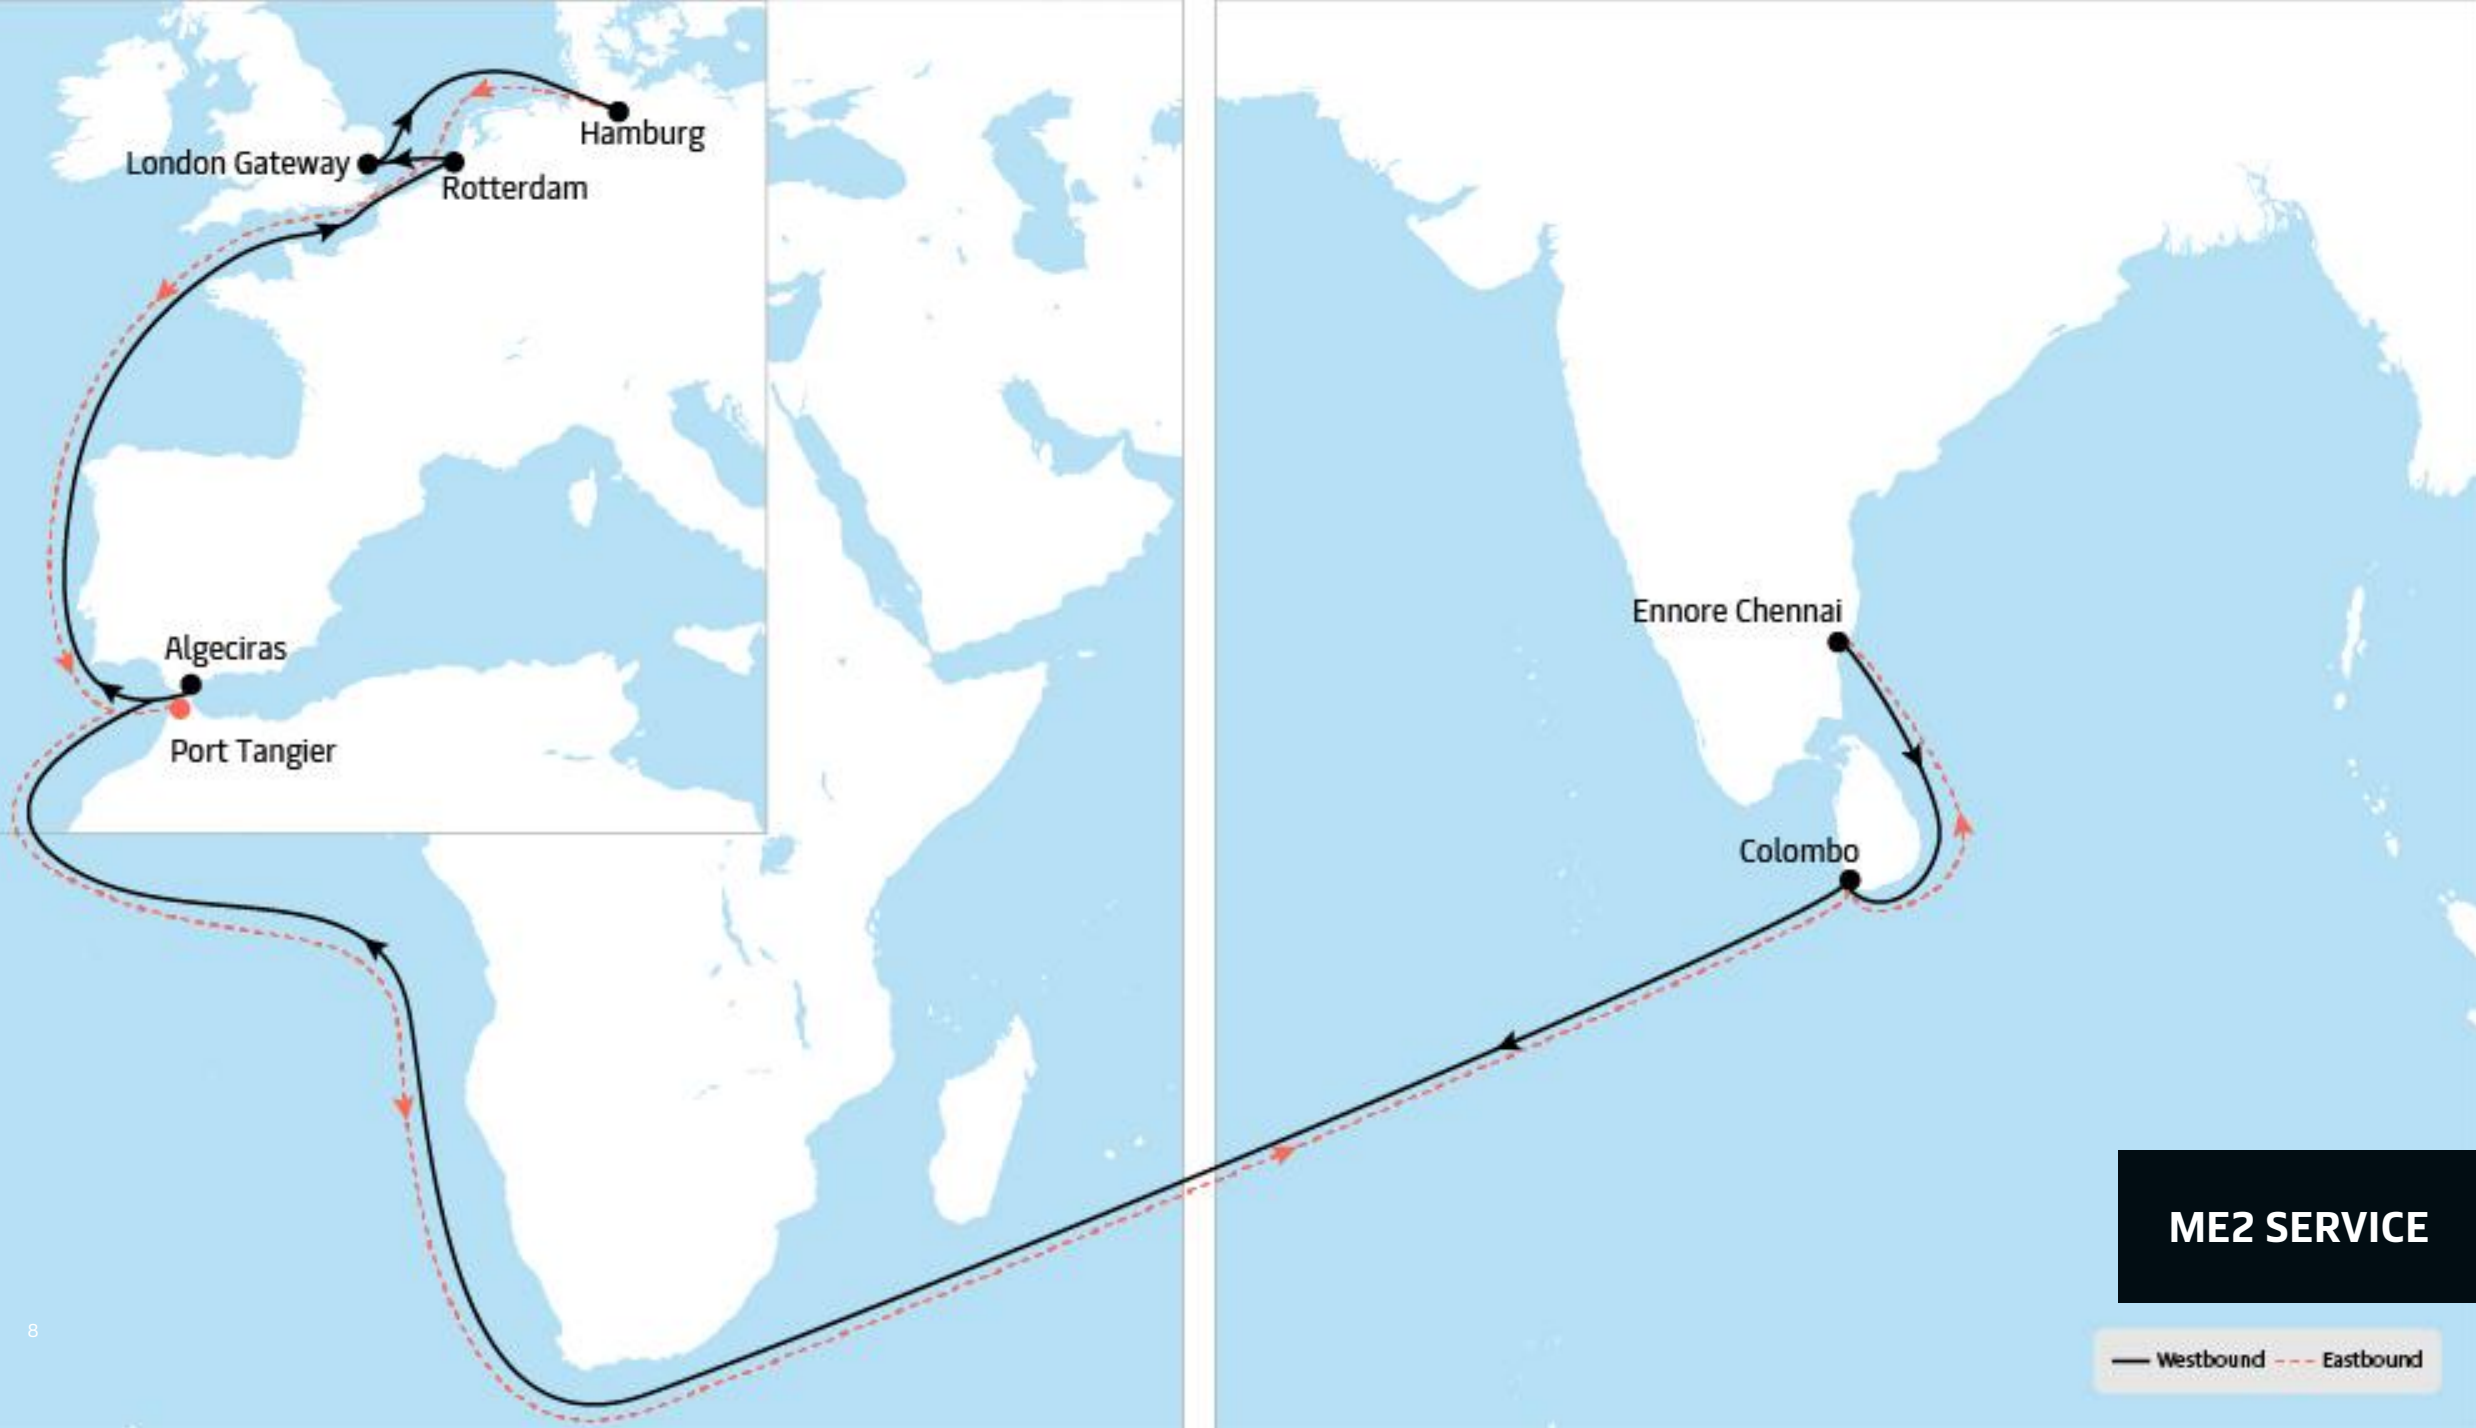 Hamburg
London Gateway
Rotterdam
Algeciras
Port Tangier
Ennore Chennai
Colombo
ME2 SERVICE
8
Westbound Eastbound